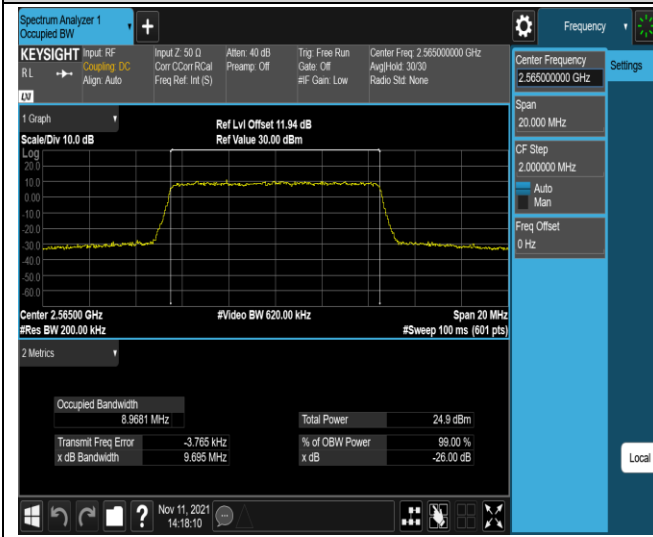 Spectrum Analyzer 1
Occupied BW
Frequency
KEYSIGHT
Input: RF
Coupling: DC
Align: Auto
RL
LXI
Input Z: 50 Ω
Corr CCorr RCal
Freq Ref: Int (S)
Atten: 40 dB
Preamp: Off
Trig: Free Run
Gate: Off
#IF Gain: Low
Center Freq: 2.565000000 GHz
Avg|Hold: 30/30
Radio Std: None
1 Graph
Scale/Div 10.0 dB
Ref Lvl Offset 11.94 dB
Ref Value 30.00 dBm
Log
20.0
10.0
0.00
-10.0
-20.0
-30.0
-40.0
-50.0
-60.0
Center 2.56500 GHz
#Video BW 620.00 kHz
Span 20 MHz
#Res BW 200.00 kHz
#Sweep 100 ms (601 pts)
2 Metrics
Occupied Bandwidth
8.9681 MHz
Total Power
24.9 dBm
Transmit Freq Error
-3.765 kHz
% of OBW Power
99.00 %
x dB Bandwidth
9.695 MHz
x dB
-26.00 dB
Nov 11, 2021
14:18:10
Center Frequency
2.565000000 GHz
Settings
Span
20.000 MHz
CF Step
2.000000 MHz
Auto
Man
Freq Offset
0 Hz
Local